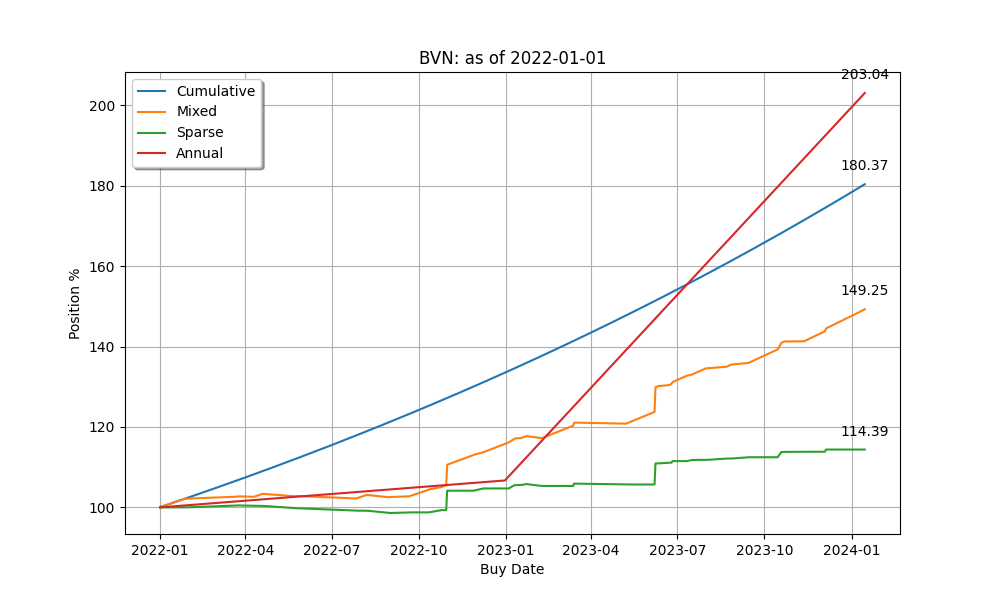 BVN: as of 2022-01-01
203.04
200
Cumulative
Mixed
Sparse
Annual
180.37
180
160
149.25
140
120
114.39
100
Position %
2022-01 2022-04 2022-07 2022-10 2023-01 2023-04 2023-07 2023-10 2024-01
Buy Date